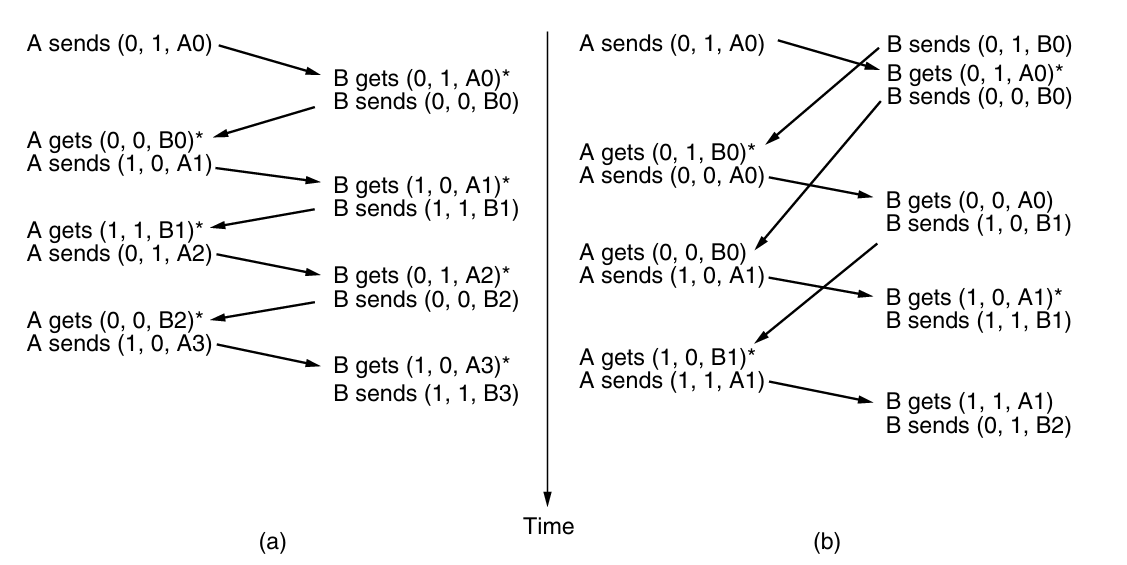 A sends (0, 1, A0)
B gets (0, 1, A0)*
B sends (0, 0, B0)
A gets (0, 0, B0)*
A sends (1, 0, A1)
B gets (1, 0, A1)*
B sends (1, 1, B1)
A gets (1, 1, B1)*
A sends (0, 1, A2)
B gets (0, 1, A2)*
B sends (0, 0, B2)
A gets (0, 0, B2)*
A sends (1, 0, A3)
B gets (1, 0, A3)*
B sends (1, 1, B3)
(a)
Time
A sends (0, 1, A0)
B sends (0, 1, B0)
B gets (0, 1, A0)*
B sends (0, 0, B0)
A gets (0, 1, B0)*
A sends (0, 0, A0)
B gets (0, 0, A0)
B sends (1, 0, B1)
A gets (0, 0, B0)
A sends (1, 0, A1)
B gets (1, 0, A1)*
B sends (1, 1, B1)
A gets (1, 0, B1)*
A sends (1, 1, A1)
B gets (1, 1, A1)
B sends (0, 1, B2)
(b)